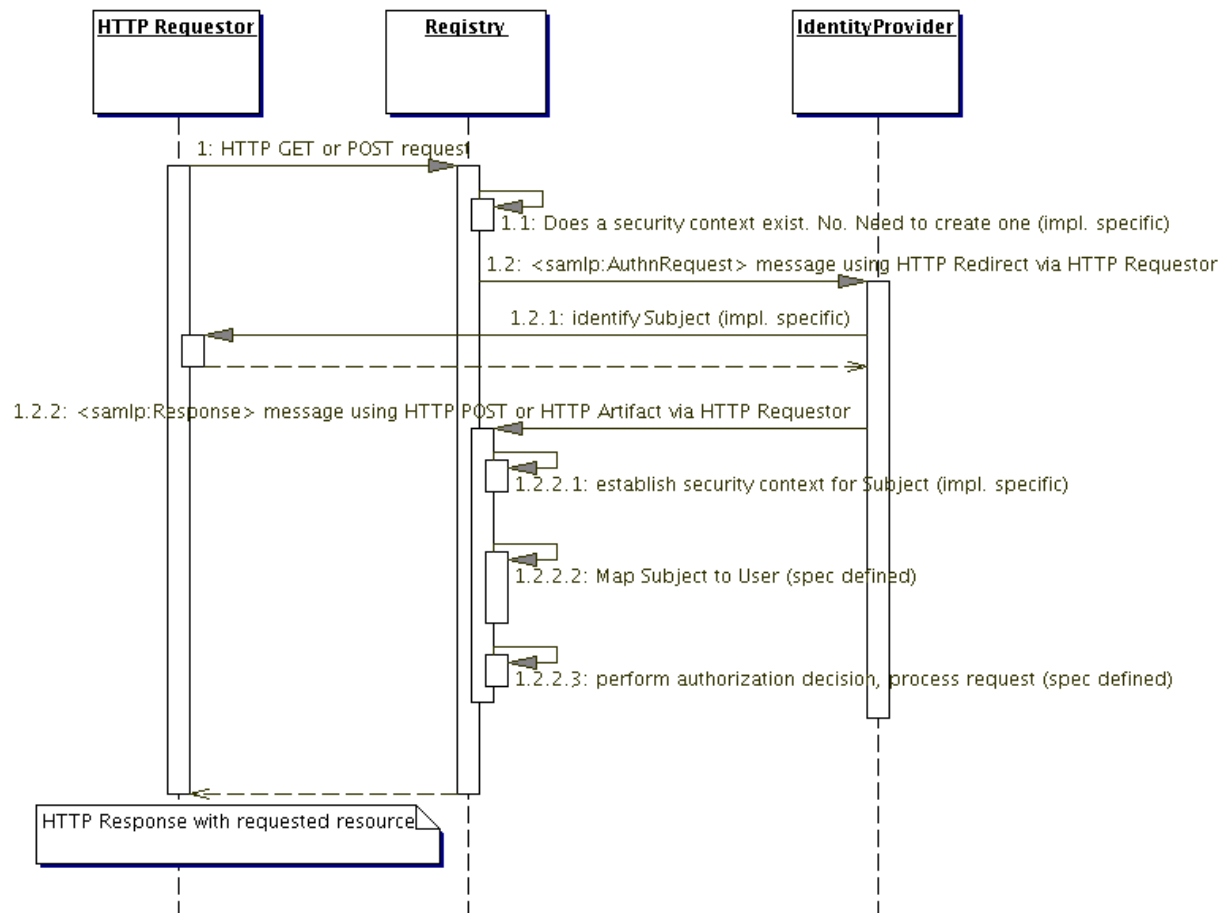 HTTP Requestor
Registry
IdentityProvider
1: HTTP GET or POST request
1.1: Does a security context exist. No. Need to create one (impl. specific)
1.2: <samlp:AuthnRequest> message using HTTP Redirect via HTTP Requestor
1.2.1: identify Subject (impl. specific)
1.2.2: <samlp:Response> message using HTTP POST or HTTP Artifact via HTTP Requestor
1.2.2.1: establish security context for Subject (impl. specific)
1.2.2.2: Map Subject to User (spec defined)
1.2.2.3: perform authorization decision, process request (spec defined)
HTTP Response with requested resource